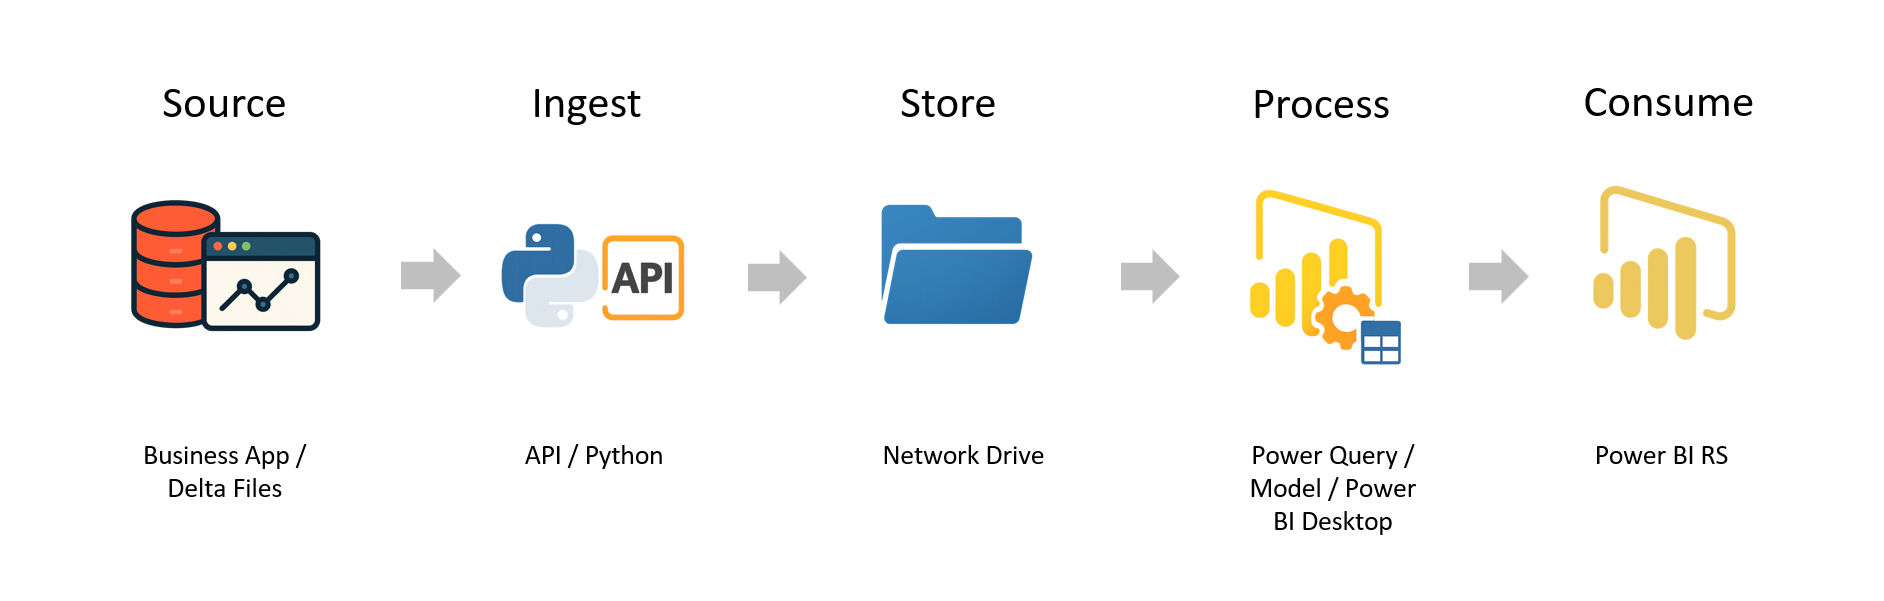 Source
Ingest
Store
Process
Consume
API
Business App /
Delta Files
API / Python
Network Drive
Power Query /
Model / Power
BI Desktop
Power BI RS